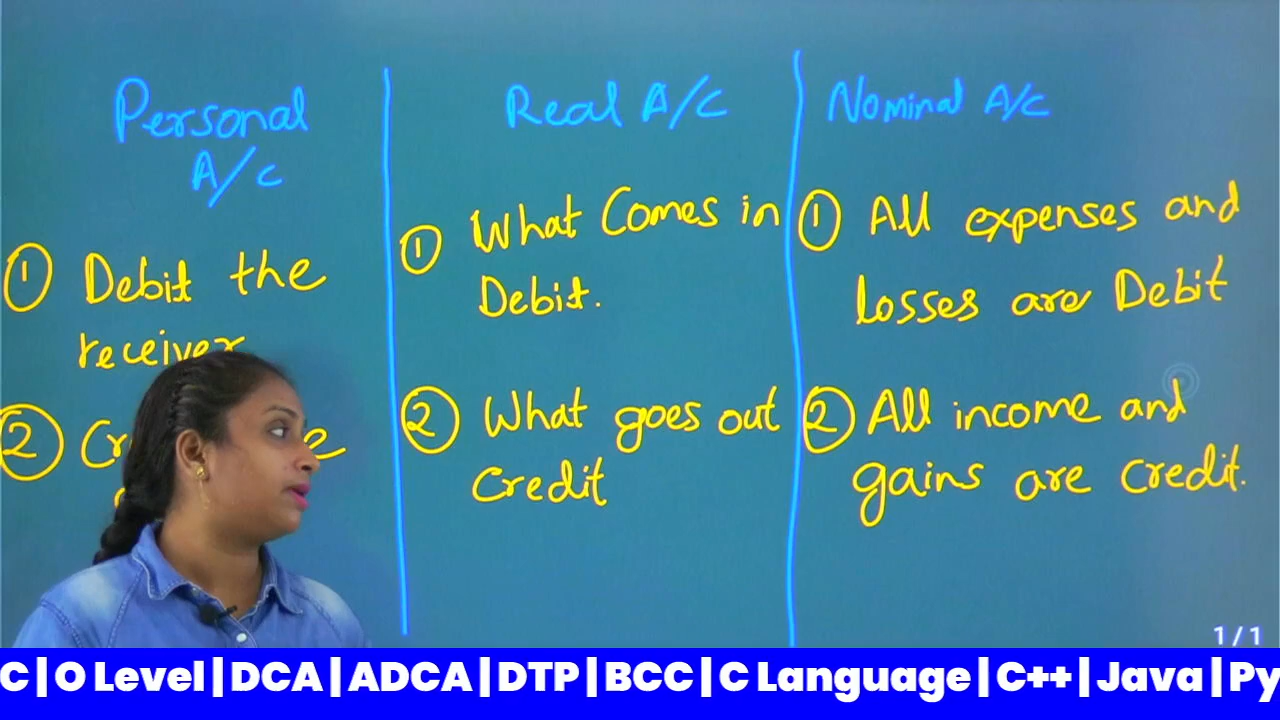 Personal
A/c
① Debit the
receiver
②
Real A/c
① What Comes in
Debit.
② What goes out
Credit
Nominal A/c
① All expenses and
losses are Debit
② All income and
gains are credit.
1/1
C | O Level | DCA | ADCA | DTP | BCC | C Language | C++ | Java | Py